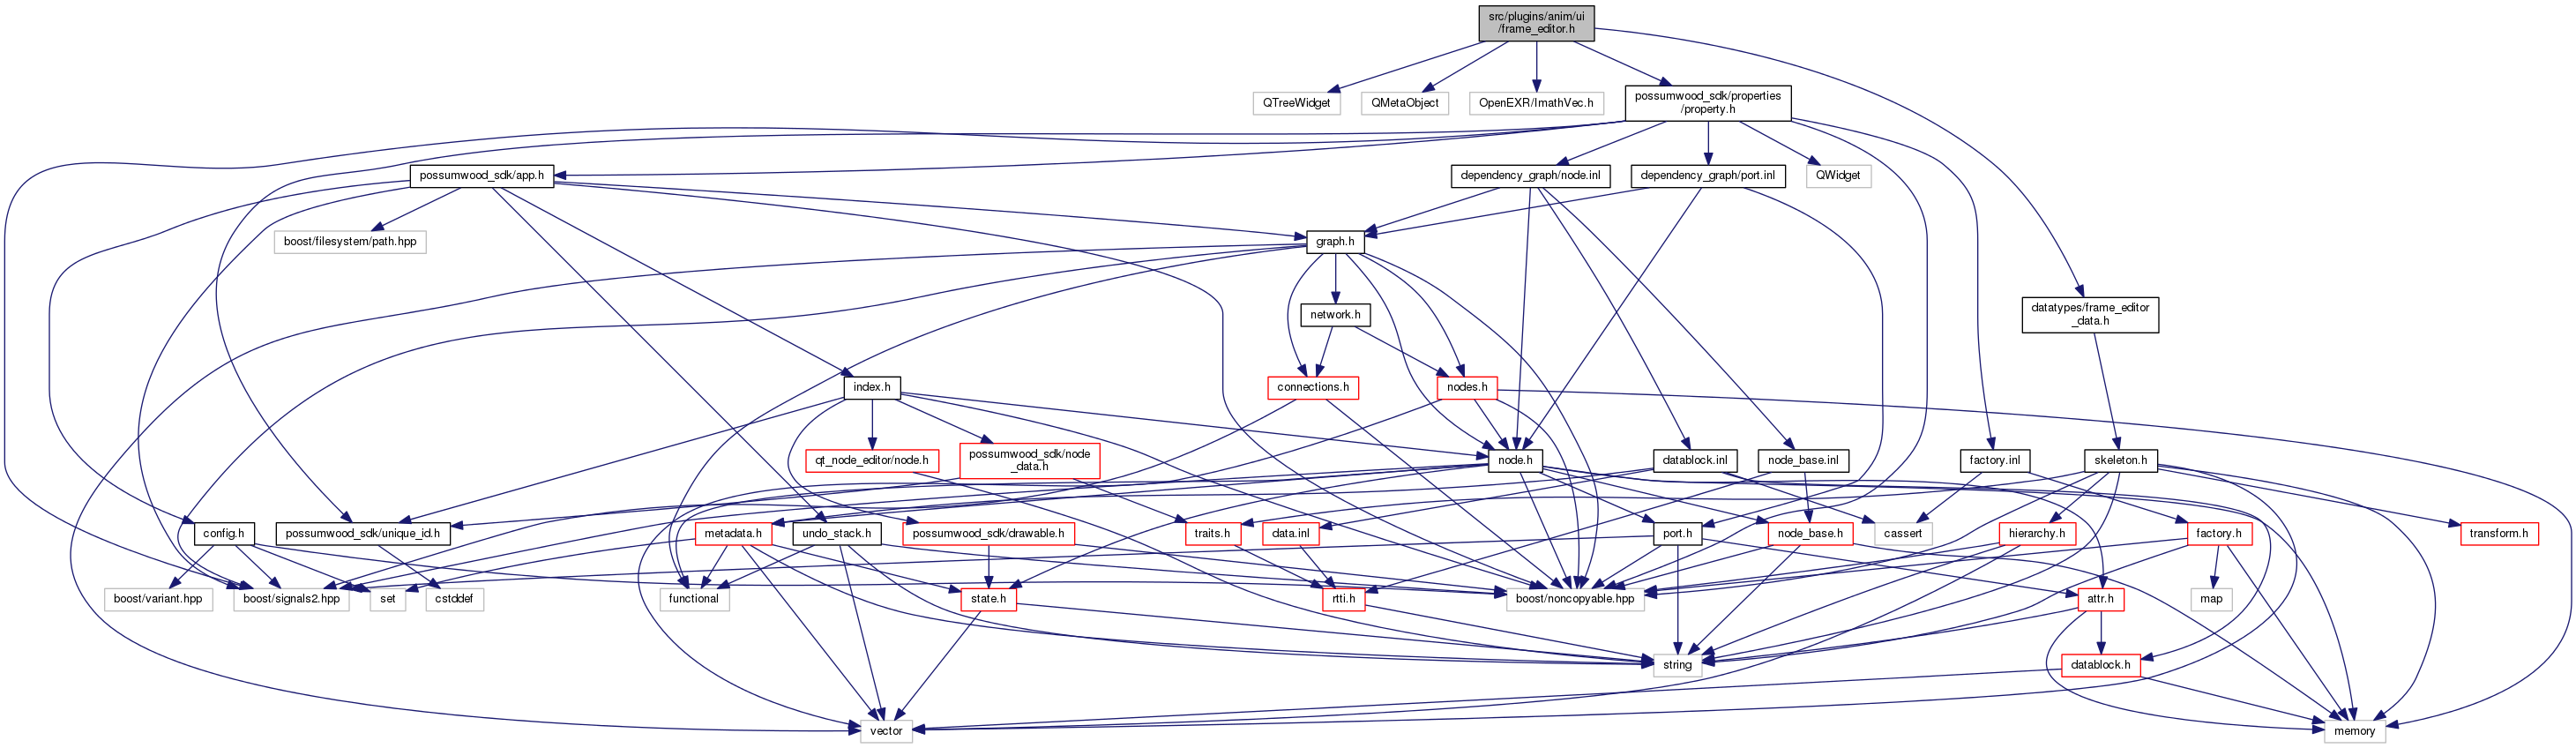 src/plugins/anim/ui
/frame_editor.h
QTreeWidget
QMetaObject
OpenEXR/ImathVec.h
possumwood_sdk/properties
/property.h
possumwood_sdk/app.h
dependency_graph/node.inl
dependency_graph/port.inl
QWidget
boost/filesystem/path.hpp
graph.h
datatypes/frame_editor
_data.h
network.h
index.h
connections.h
nodes.h
qt_node_editor/node.h
possumwood_sdk/node
_data.h
node.h
datablock.inl
node_base.inl
factory.inl
skeleton.h
config.h
possumwood_sdk/unique_id.h
metadata.h
undo_stack.h
possumwood_sdk/drawable.h
traits.h
data.inl
port.h
node_base.h
cassert
hierarchy.h
factory.h
transform.h
boost/variant.hpp
boost/signals2.hpp
set
cstddef
functional
state.h
rtti.h
boost/noncopyable.hpp
attr.h
map
string
datablock.h
vector
memory